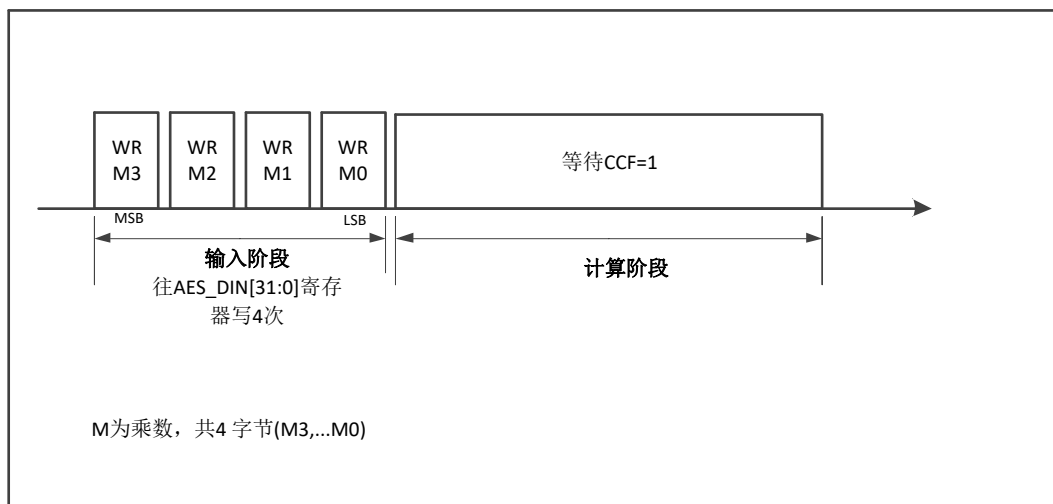 WR
M3
WR
M2
WR
M1
WR
M0
等待CCF=1
MSB
LSB
输入阶段
计算阶段
往AES_DIN[31:0]寄存
器写4次
M为乘数，共4 字节(M3,...M0)